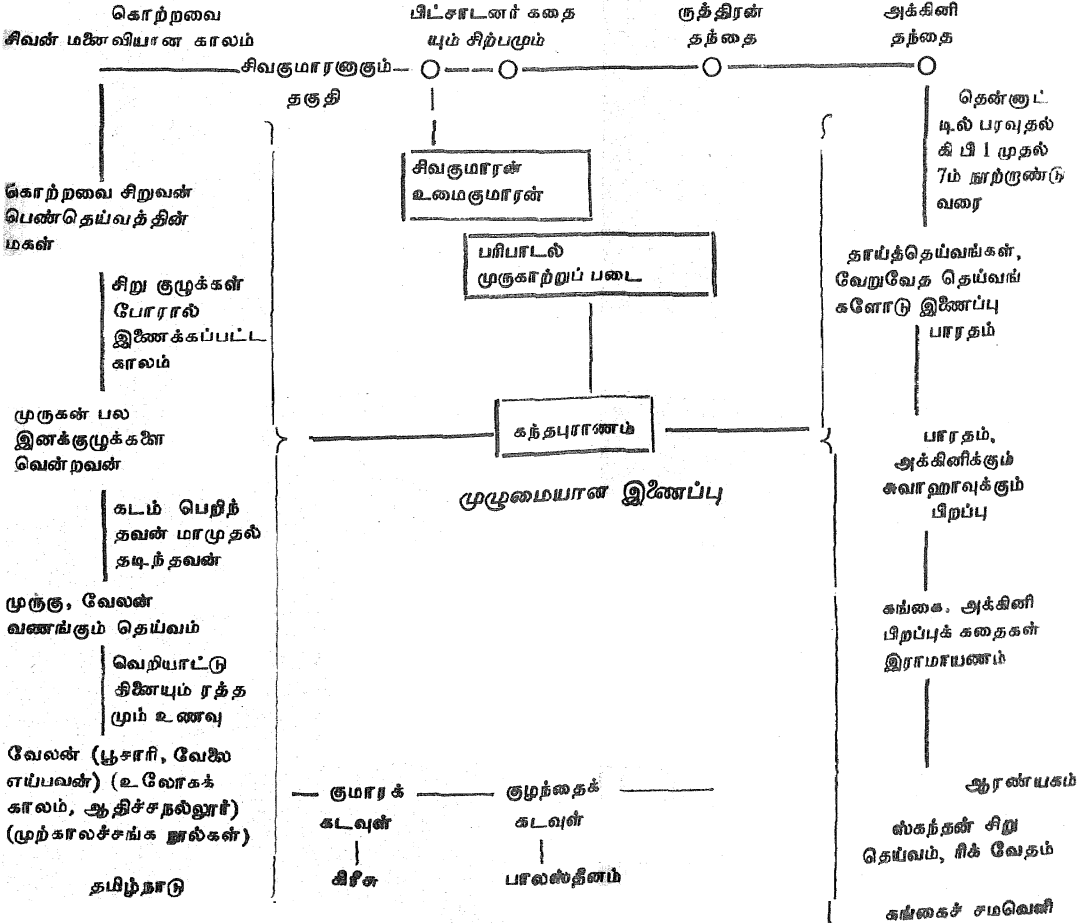 கொற்றவை
சிவன் மனைவியான காலம்
பிட்சாடனர் கதை
யும் சிற்பமும்
ருத்திரன்
தந்தை
அக்கினி
தந்தை
சிவகுமாரனாகும்
தகுதி
கொற்றவை சிறுவன்
பெண்தெய்வத்தின்
மகள்
சிறு குழுக்கள்
போரால்
இணைக்கப்பட்ட
காலம்
முருகன் பல
இனக்குழுக்களை
வென்றவன்
கடம் பெறிந்
தவன் மாமுதல்
தடிந்தவன்
முருகு, வேலன்
வணங்கும் தெய்வம்
வெறியாட்டு
தினையும் ரத்த
மும் உணவு
வேலன் (பூசாரி, வேலை
எய்பவன்) (உலோகக்
காலம், ஆதிச்சநல்லூர்)
(முற்காலச்சங்க நூல்கள்)
தமிழ்நாடு
சிவகுமாரன்
உமைகுமாரன்
பரிபாடல்
முருகாற்றுப் படை
கந்தபுராணம்
முழுமையான இணைப்பு
குமாரக்
கடவுள்
கிரீசு
குழந்தைக்
கடவுள்
பாலஸ்தீனம்
தென்னாட்
டில் பரவுதல்
கி பி 1 முதல்
7ம் நூற்றாண்டு
வரை
தாய்த்தெய்வங்கள்,
வேறுவேத தெய்வங்
களோடு இணைப்பு
பாரதம்
பாரதம்,
அக்கினிக்கும்
சுவாஹாவுக்கும்
பிறப்பு
கங்கை, அக்கினி
பிறப்புக் கதைகள்
இராமாயணம்
ஆரண்யகம்
ஸ்கந்தன் சிறு
தெய்வம், ரிக் வேதம்
கங்கைச் சமவெளி